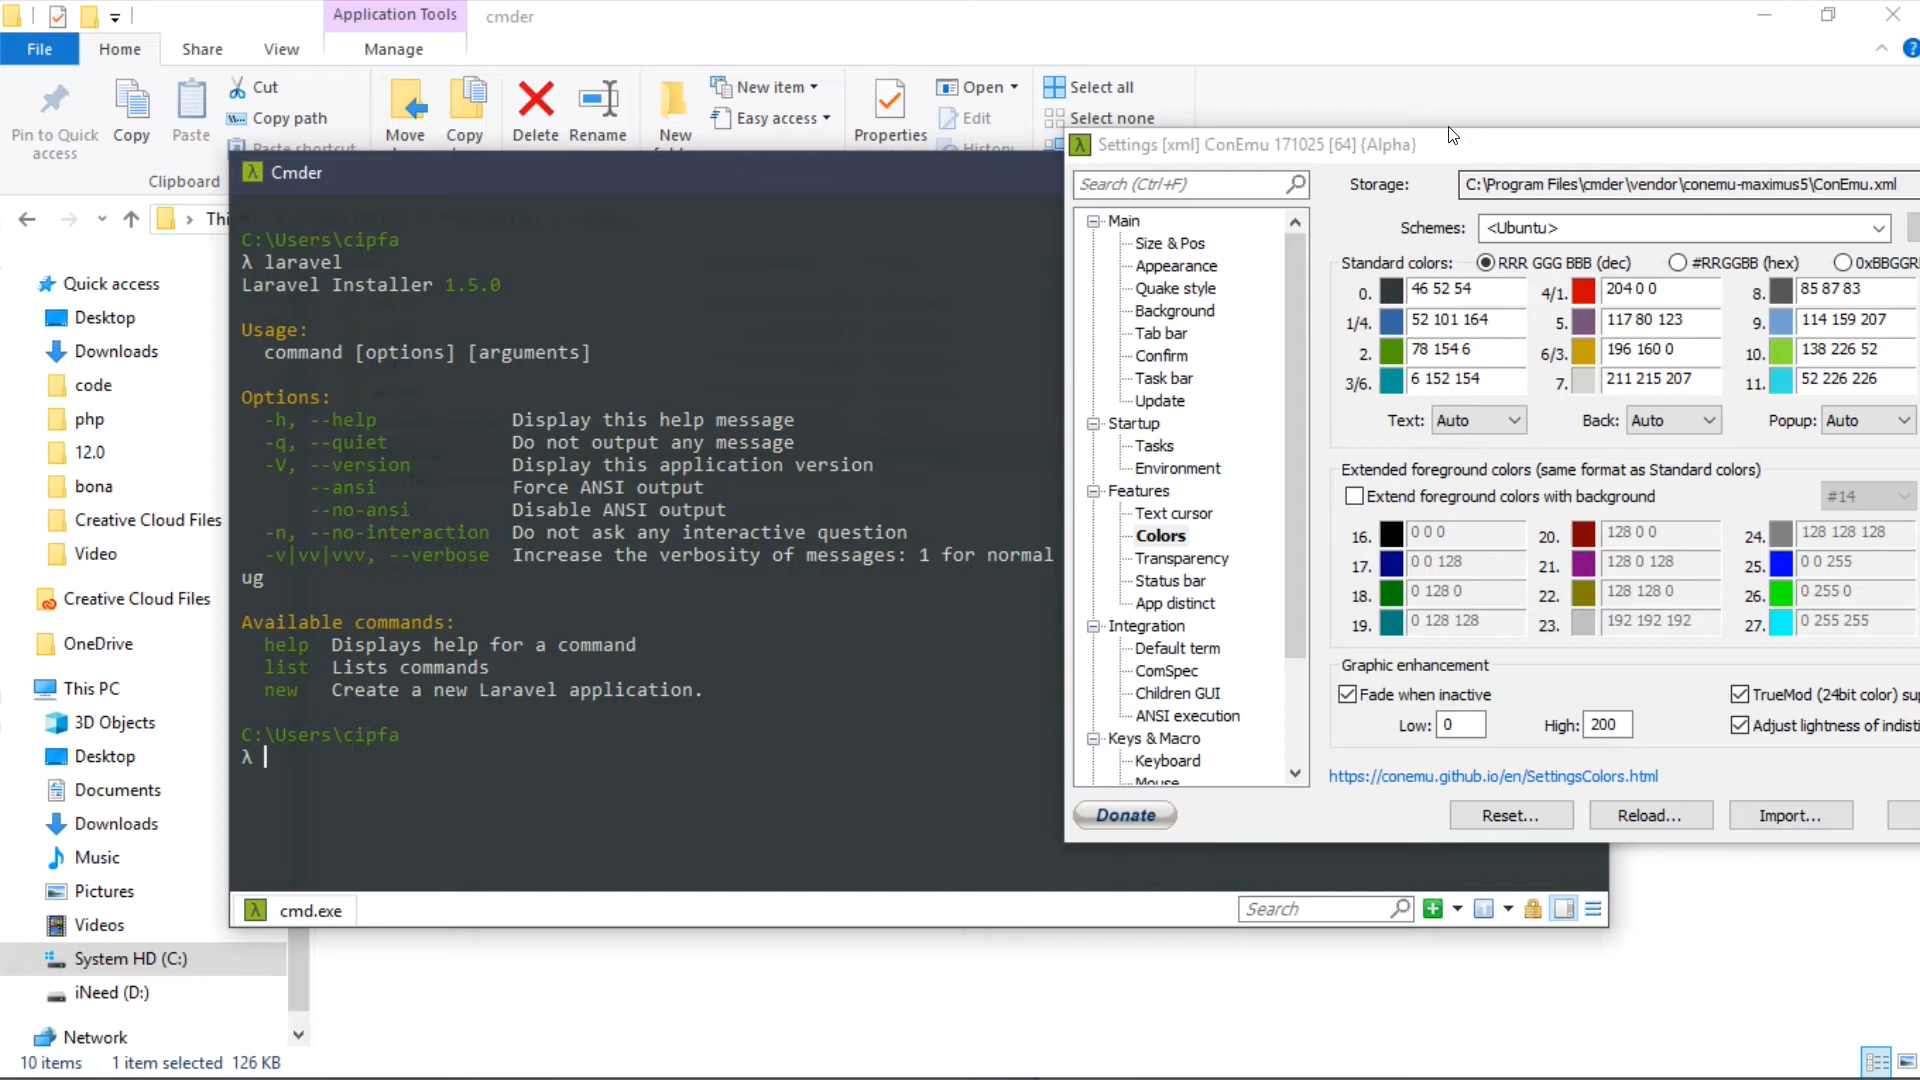 Application Tools
cmder
File
Home
Share
View
Manage
Pin to Quick access
Copy
Paste
Cut
Copy path
Paste shortcut
Clipboard
Move
Copy
Delete
Rename
New
New item
Easy access
Properties
Open
Edit
History
Select all
Select none
Quick access
Desktop
Downloads
code
php
12.0
bona
Creative Cloud Files
Video
Creative Cloud Files
OneDrive
This PC
3D Objects
Desktop
Documents
Downloads
Music
Pictures
Videos
System HD (C:)
iNeed (D:)
Network
10 items
1 item selected 126 KB
λ Cmder
C:\Users\cipfa
λ laravel
Laravel Installer 1.5.0
Usage:
command [options] [arguments]
Options:
-h, --help Display this help message
-q, --quiet Do not output any message
-V, --version Display this application version
--ansi Force ANSI output
--no-ansi Disable ANSI output
-n, --no-interaction Do not ask any interactive question
-v|vv|vvv, --verbose Increase the verbosity of messages: 1 for normal
ug
Available commands:
help Displays help for a command
list Lists commands
new Create a new Laravel application.
C:\Users\cipfa
λ
λ cmd.exe
Search
λ Settings [xml] ConEmu 171025 [64] {Alpha}
Search (Ctrl+F)
Main
Size & Pos
Appearance
Quake style
Background
Tab bar
Confirm
Task bar
Update
Startup
Tasks
Environment
Features
Text cursor
Colors
Transparency
Status bar
App distinct
Integration
Default term
ComSpec
Children GUI
ANSI execution
Keys & Macro
Keyboard
Mouse
Donate
Storage: C:\Program Files\cmder\vendor\conemu-maximus5\ConEmu.xml
Schemes: <Ubuntu>
Standard colors: RRR GGG BBB (dec) #RRGGBB (hex) 0xBBGGR
0. 46 52 54 4/1. 204 0 0 8. 85 87 83
1/4. 52 101 164 5. 117 80 123 9. 114 159 207
2. 78 154 6 6/3. 196 160 0 10. 138 226 52
3/6. 6 152 154 7. 211 215 207 11. 52 226 226
Text: Auto Back: Auto Popup: Auto
Extended foreground colors (same format as Standard colors)
Extend foreground colors with background #14
16. 0 0 0 20. 128 0 0 24. 128 128 128
17. 0 0 128 21. 128 0 128 25. 0 0 255
18. 0 128 0 22. 128 128 0 26. 0 255 0
19. 0 128 128 23. 192 192 192 27. 0 255 255
Graphic enhancement
Fade when inactive TrueMod (24bit color) su
Low: 0 High: 200 Adjust lightness of indisti
https://conemu.github.io/en/SettingsColors.html
Reset... Reload... Import...